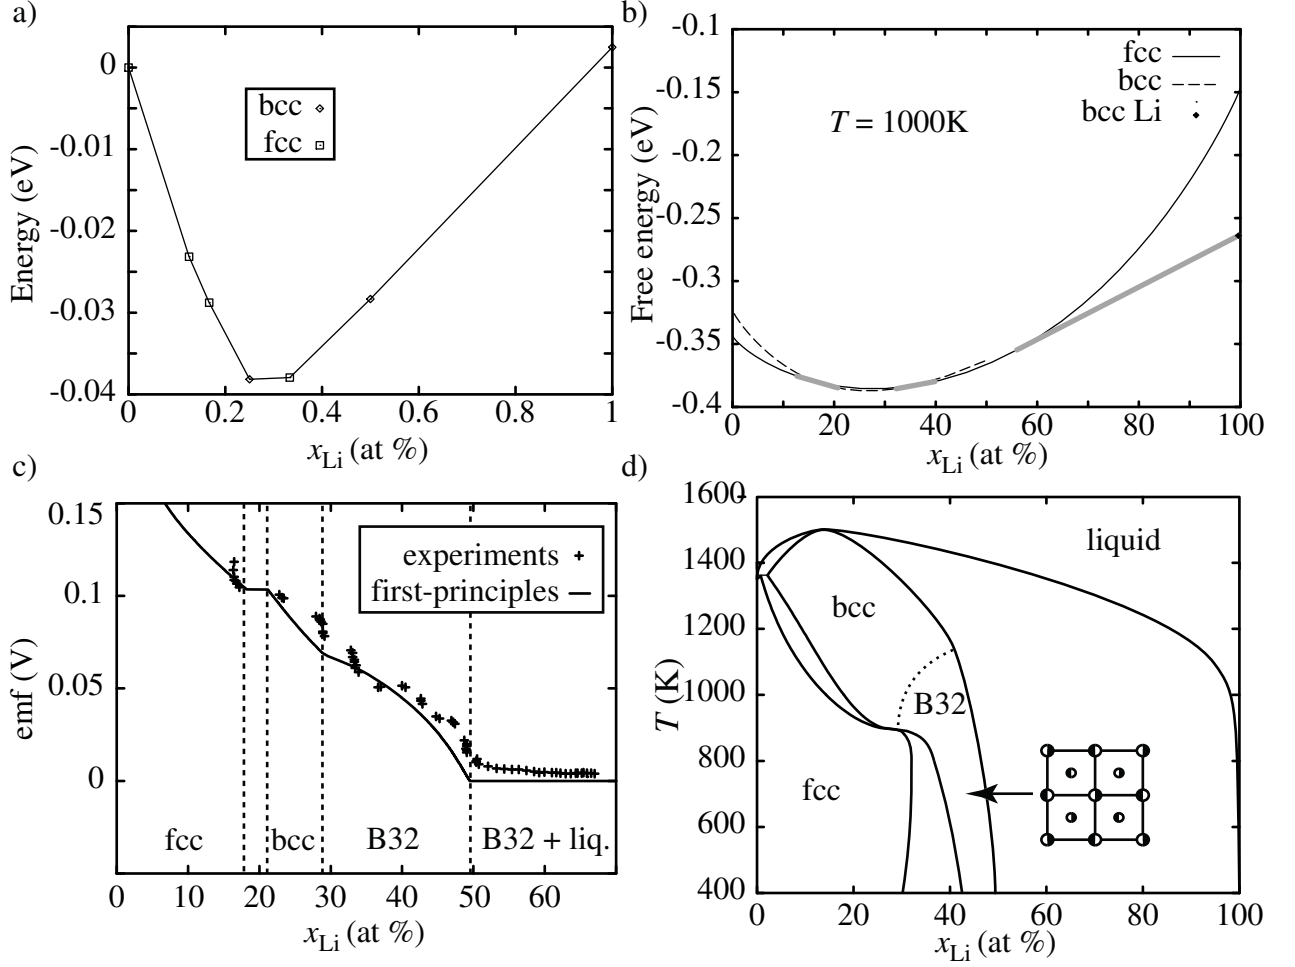 a)
0
-0.01
-0.02
-0.03
-0.04
Energy (eV)
bcc
fcc
0 0.2 0.4 0.6 0.8 1
xLi (at %)
b)
-0.1
-0.15
-0.2
-0.25
-0.3
-0.35
-0.4
Free energy (eV)
fcc
bcc
bcc Li
T = 1000K
0 20 40 60 80 100
xLi (at %)
c)
0.15
0.1
0.05
0
emf (V)
experiments
first-principles
fcc bcc B32 B32 + liq.
0 10 20 30 40 50 60
xLi (at %)
d)
1600
1400
1200
1000
800
600
400
T (K)
liquid
bcc
B32
fcc
0 20 40 60 80 100
xLi (at %)